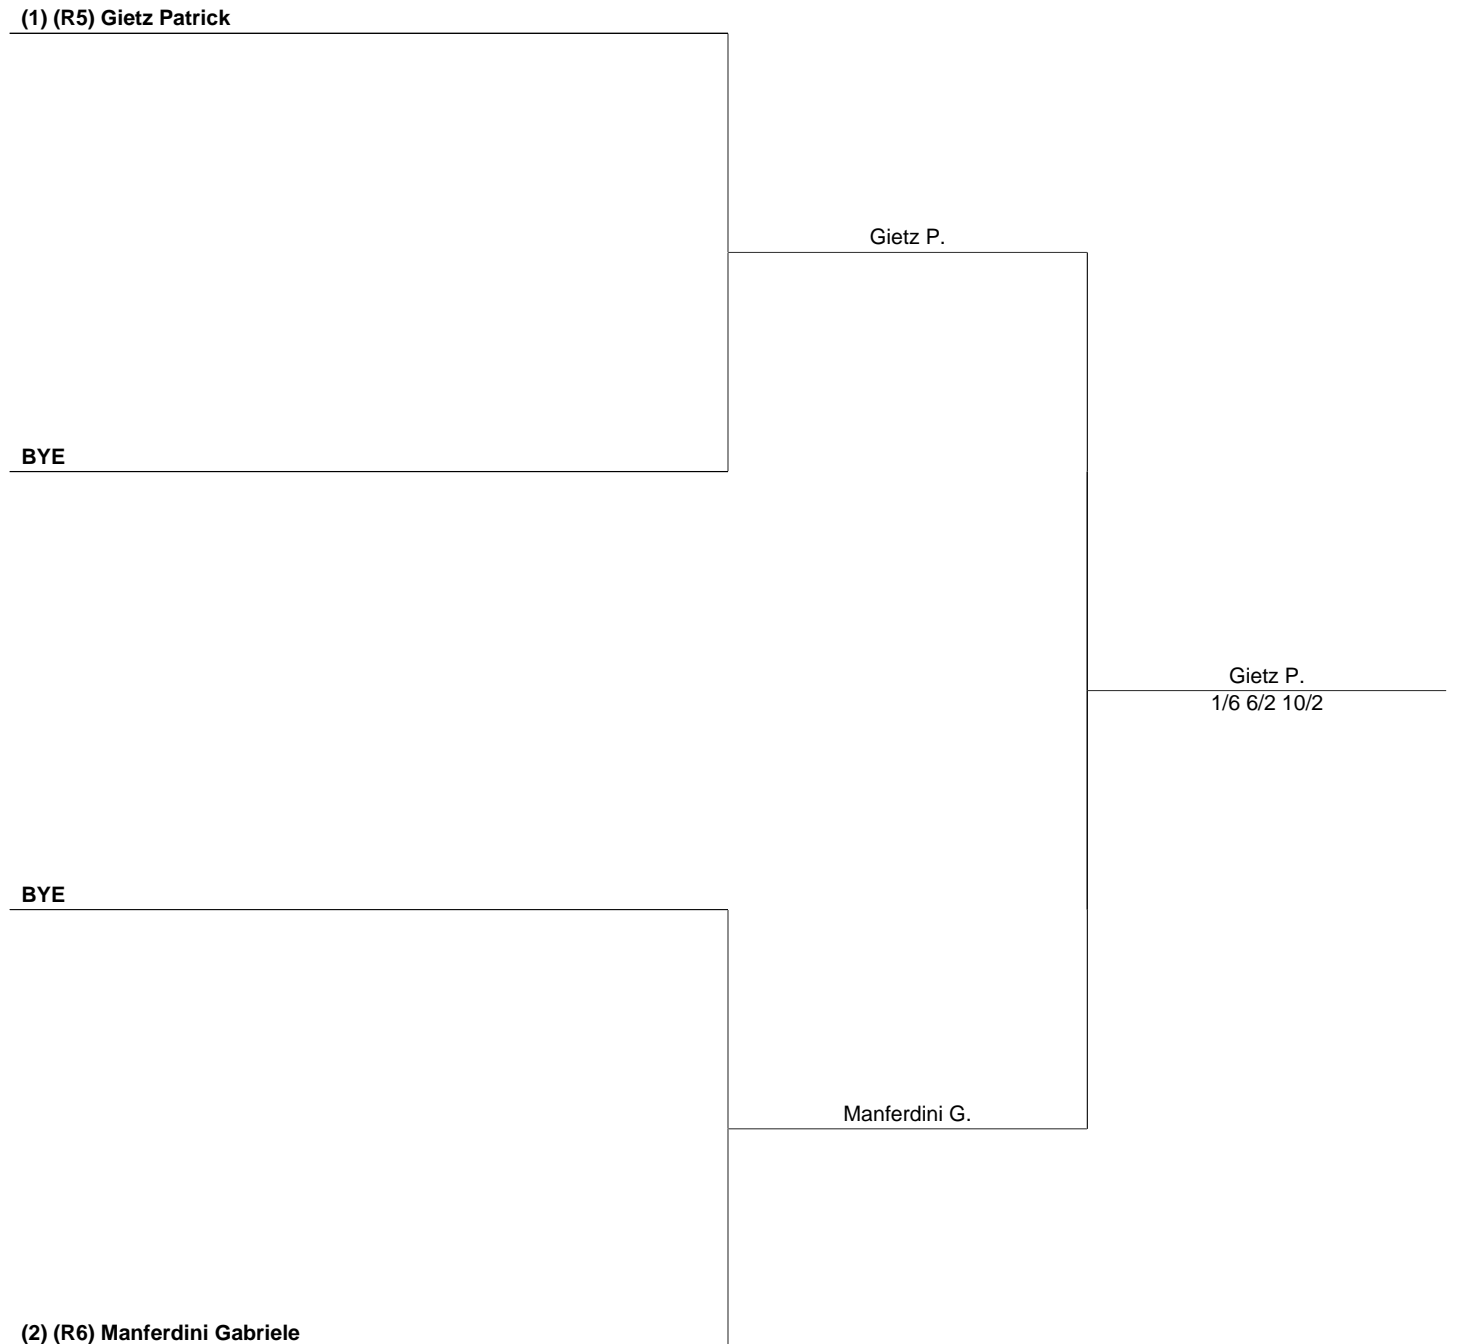 (1) (R5) Gietz Patrick
Gietz P.
BYE
Gietz P.
1/6 6/2 10/2
BYE
Manferdini G.
(2) (R6) Manferdini Gabriele